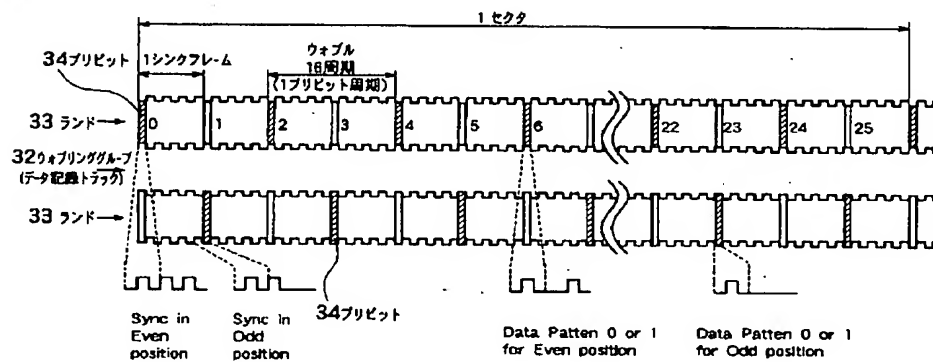 1 セクタ
34プリピット
1シンクフレーム
ウォブル
16周期
(1プリピット周期)
33 ランド
0 1 2 3 4 5 6 22 23 24 25
32ウォブリンググルーブ
(データ記録トラック)
33 ランド
34プリピット
Sync in
Even
position
Sync in
Odd
position
Data Patten 0 or 1
for Even position
Data Patten 0 or 1
for Odd position